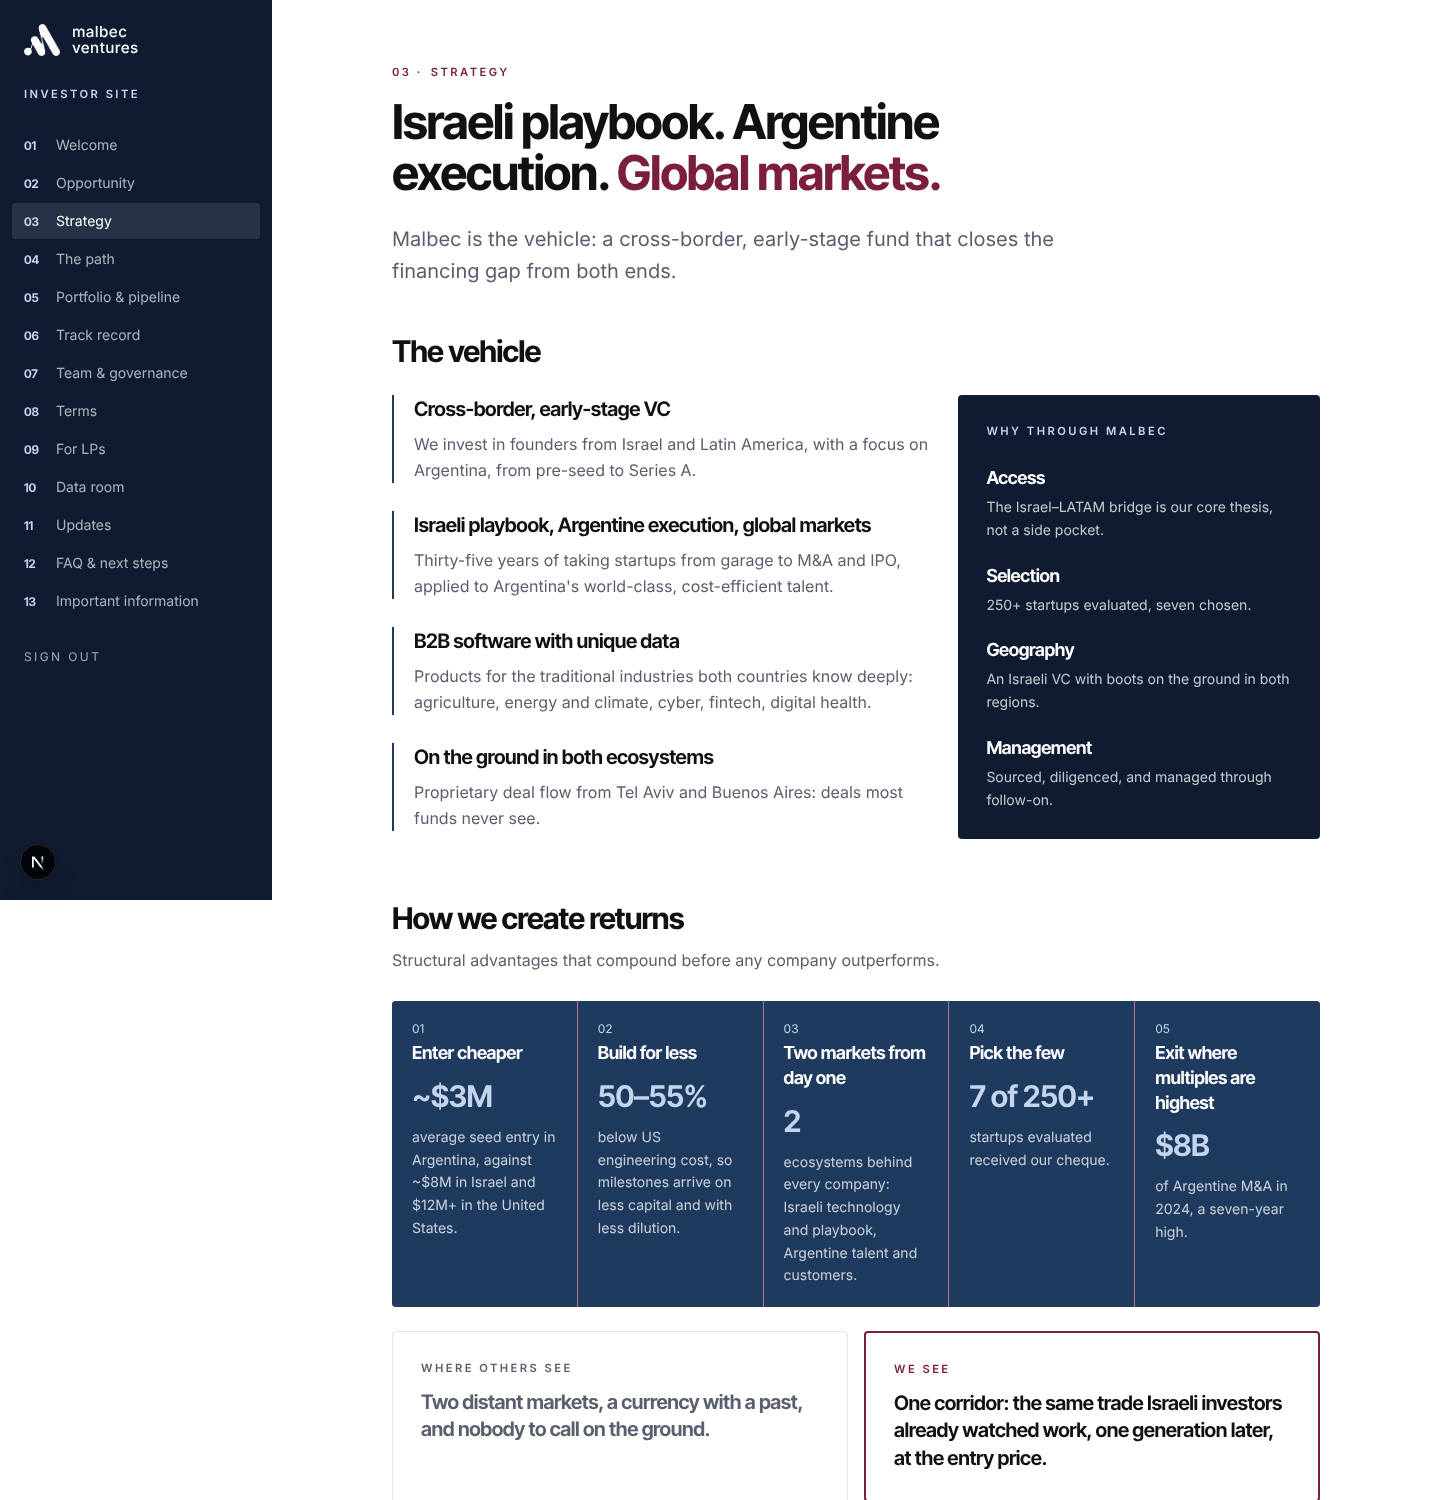 malbec
ventures
INVESTOR SITE
01 Welcome
02 Opportunity
03 Strategy
04 The path
05 Portfolio & pipeline
06 Track record
07 Team & governance
08 Terms
09 For LPs
10 Data room
11 Updates
12 FAQ & next steps
13 Important information
SIGN OUT
N
03 · STRATEGY
Israeli playbook. Argentine
execution. Global markets.
Malbec is the vehicle: a cross-border, early-stage fund that closes the
financing gap from both ends.
The vehicle
Cross-border, early-stage VC
We invest in founders from Israel and Latin America, with a focus on
Argentina, from pre-seed to Series A.
Israeli playbook, Argentine execution, global markets
Thirty-five years of taking startups from garage to M&A and IPO,
applied to Argentina's world-class, cost-efficient talent.
B2B software with unique data
Products for the traditional industries both countries know deeply:
agriculture, energy and climate, cyber, fintech, digital health.
On the ground in both ecosystems
Proprietary deal flow from Tel Aviv and Buenos Aires: deals most
funds never see.
WHY THROUGH MALBEC
Access
The Israel–LATAM bridge is our core thesis,
not a side pocket.
Selection
250+ startups evaluated, seven chosen.
Geography
An Israeli VC with boots on the ground in both
regions.
Management
Sourced, diligenced, and managed through
follow-on.
How we create returns
Structural advantages that compound before any company outperforms.
01
Enter cheaper
~$3M
average seed entry in
Argentina, against
~$8M in Israel and
$12M+ in the United
States.
02
Build for less
50–55%
below US
engineering cost, so
milestones arrive on
less capital and with
less dilution.
03
Two markets from
day one
2
ecosystems behind
every company:
Israeli technology
and playbook,
Argentine talent and
customers.
04
Pick the few
7 of 250+
startups evaluated
received our cheque.
05
Exit where
multiples are
highest
$8B
of Argentine M&A in
2024, a seven-year
high.
WHERE OTHERS SEE
Two distant markets, a currency with a past,
and nobody to call on the ground.
WE SEE
One corridor: the same trade Israeli investors
already watched work, one generation later,
at the entry price.